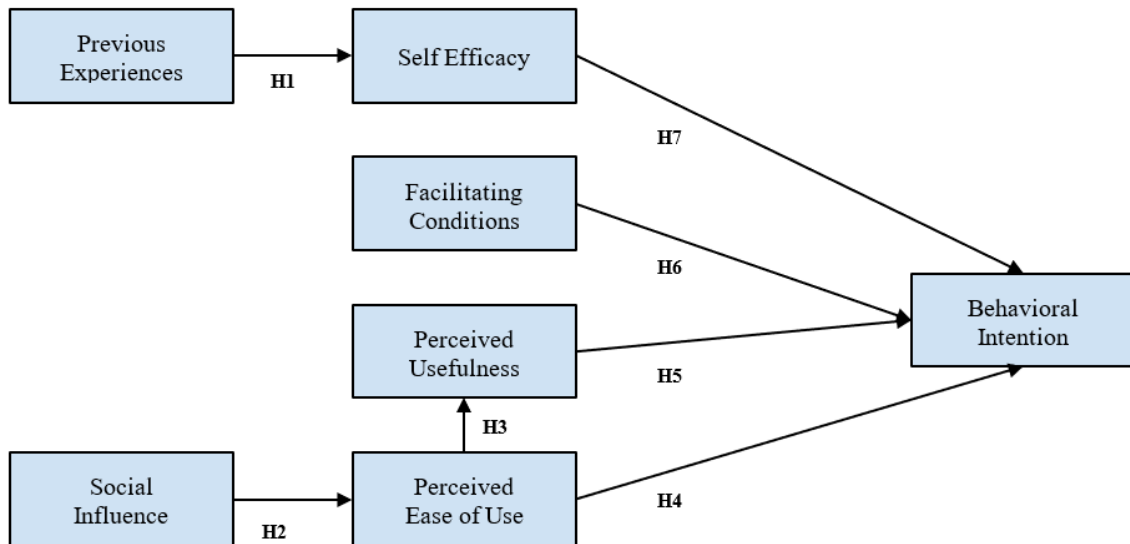 Previous
Experiences
H1
Self Efficacy
H7
Facilitating
Conditions
H6
Behavioral
Intention
Perceived
Usefulness
H5
H3
Social
Influence
H2
Perceived
Ease of Use
H4